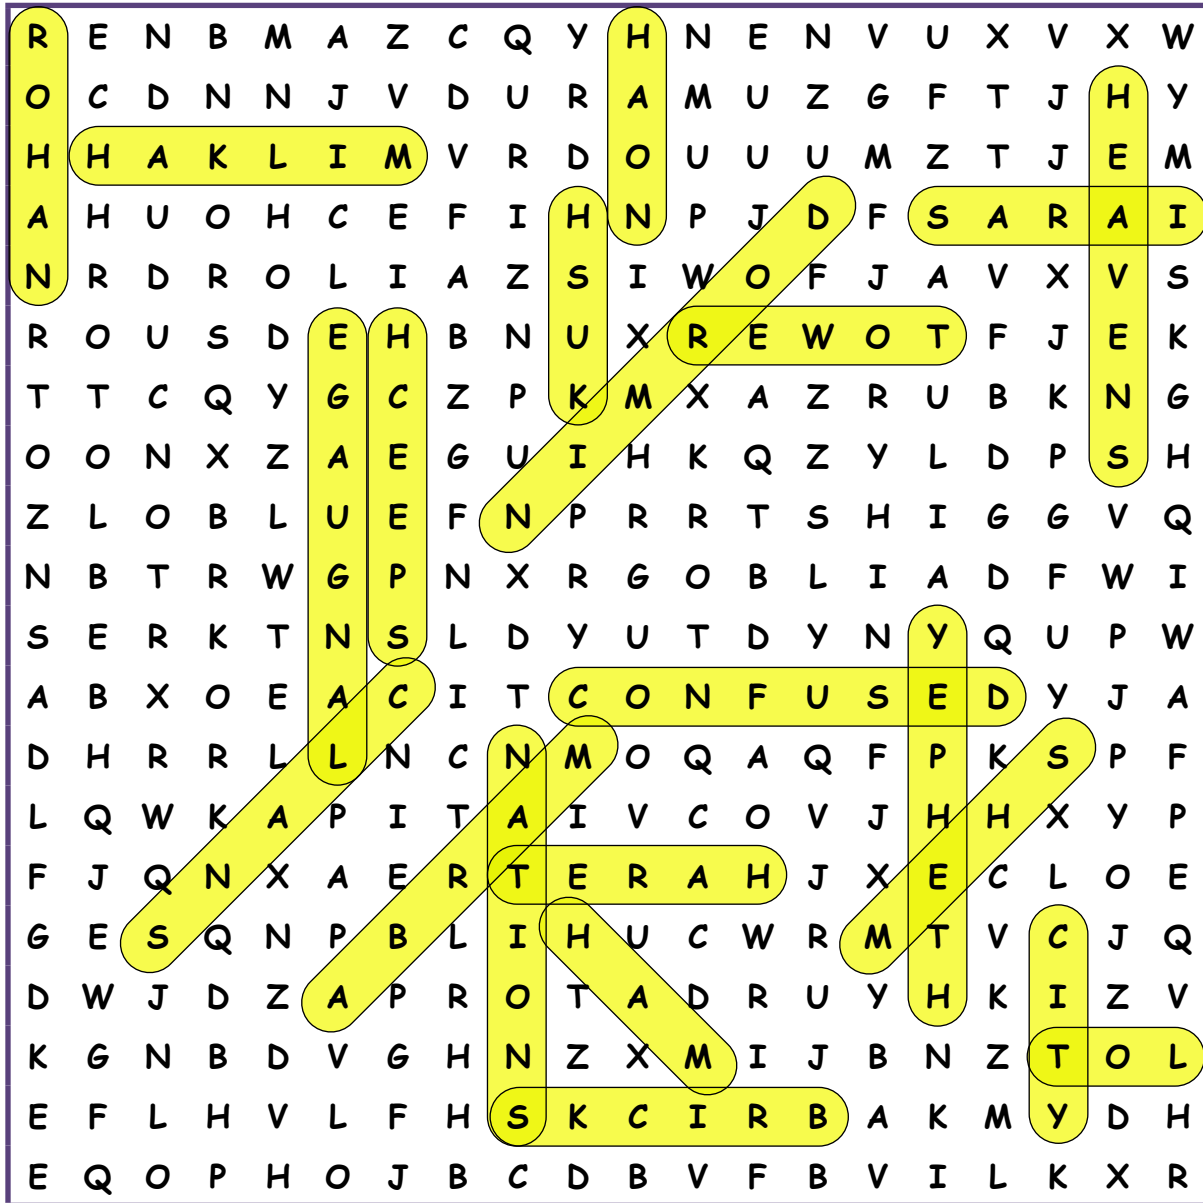 R E N B M A Z C Q Y H N E N V U X V X W
O C D N N J V D U R A M U Z G F T J H Y
H H A K L I M V R D O U U U M Z T J E M
A H U O H C E F I H N P J D F S A R A I
N R D R O L I A Z S I W O F J A V X V S
R O U S D E H B N U X R E W O T F J E K
T T C Q Y G C Z P K M X A Z R U B K N G
O O N X Z A E G U I H K Q Z Y L D P S H
Z L O B L U E F N P R R T S H I G G V Q
N B T R W G P N X R G O B L I A D F W I
S E R K T N S L D Y U T D Y N Y Q U P W
A B X O E A C I T C O N F U S E D Y J A
D H R R L L N C N M O Q A Q F P K S P F
L Q W K A P I T A I V C O V J H H X Y P
F J Q N X A E R T E R A H J X E C L O E
G E S Q N P B L I H U C W R M T V C J Q
D W J D Z A P R O T A D R U Y H K I Z V
K G N B D V G H N Z X M I J B N Z T O L
E F L H V L F H S K C I R B A K M Y D H
E Q O P H O J B C D B V F B V I L K X R